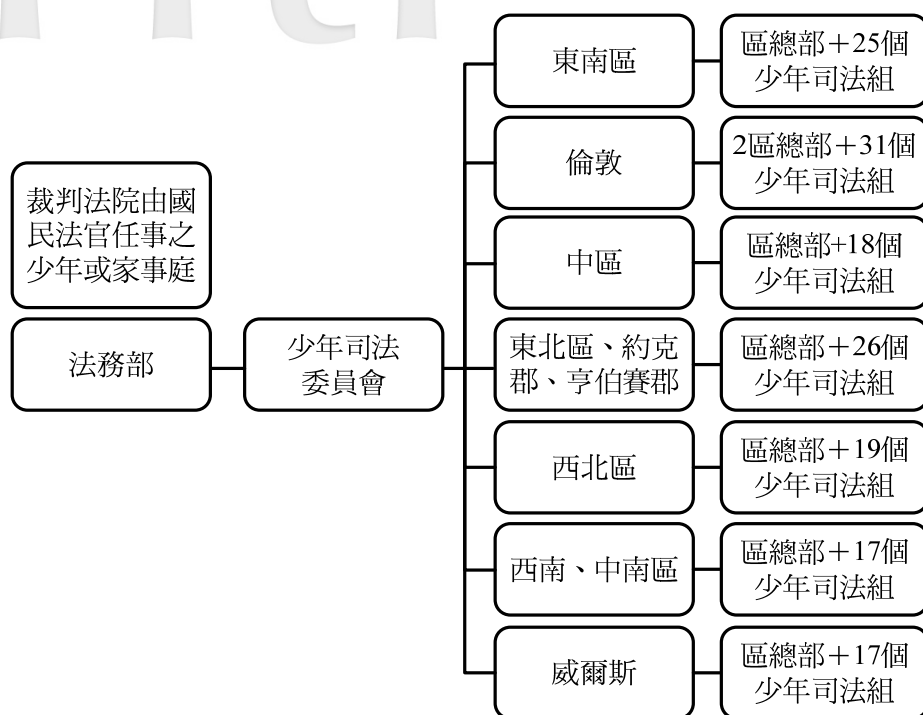 裁判法院由國
民法官任事之
少年或家事庭
法務部
少年司法
委員會
東南區
區總部＋25個
少年司法組
倫敦
2區總部＋31個
少年司法組
中區
區總部+18個
少年司法組
東北區、約克
郡、亨伯賽郡
區總部＋26個
少年司法組
西北區
區總部＋19個
少年司法組
西南、中南區
區總部＋17個
少年司法組
威爾斯
區總部＋17個
少年司法組